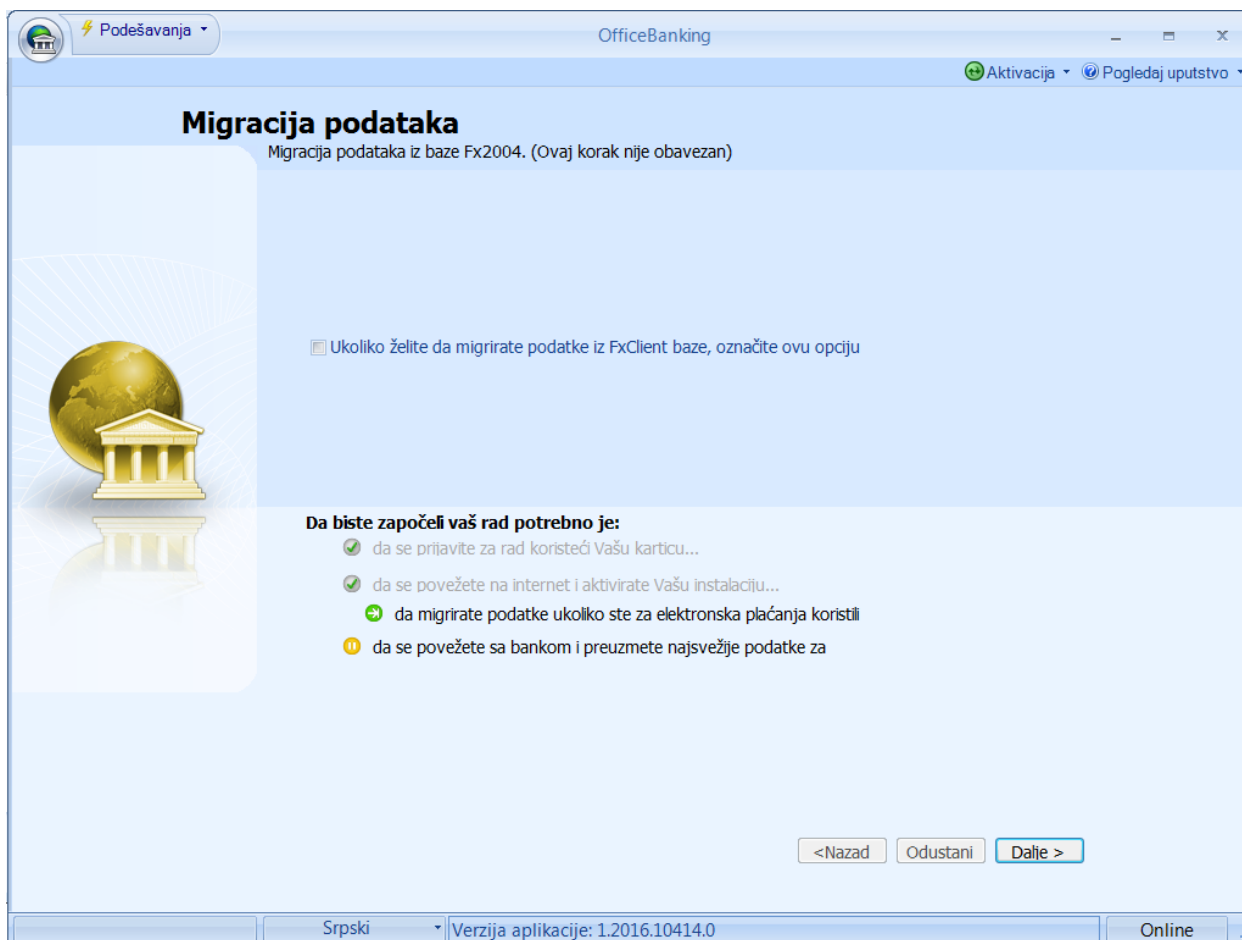 Podešavanja
OfficeBanking
Aktivacija
Pogledaj uputstvo
Migracija podataka
Migracija podataka iz baze Fx2004. (Ovaj korak nije obavezan)
Ukoliko želite da migrirate podatke iz FxClient baze, označite ovu opciju
Da biste započeli vaš rad potrebno je:
da se prijavite za rad koristeći Vašu karticu...
da se povežete na internet i aktivirate Vašu instalaciju...
da migrirate podatke ukoliko ste za elektronska plaćanja koristili
da se povežete sa bankom i preuzmete najsvežije podatke za
<Nazad
Odustani
Dalje >
Srpski
Verzija aplikacije: 1.2016.10414.0
Online